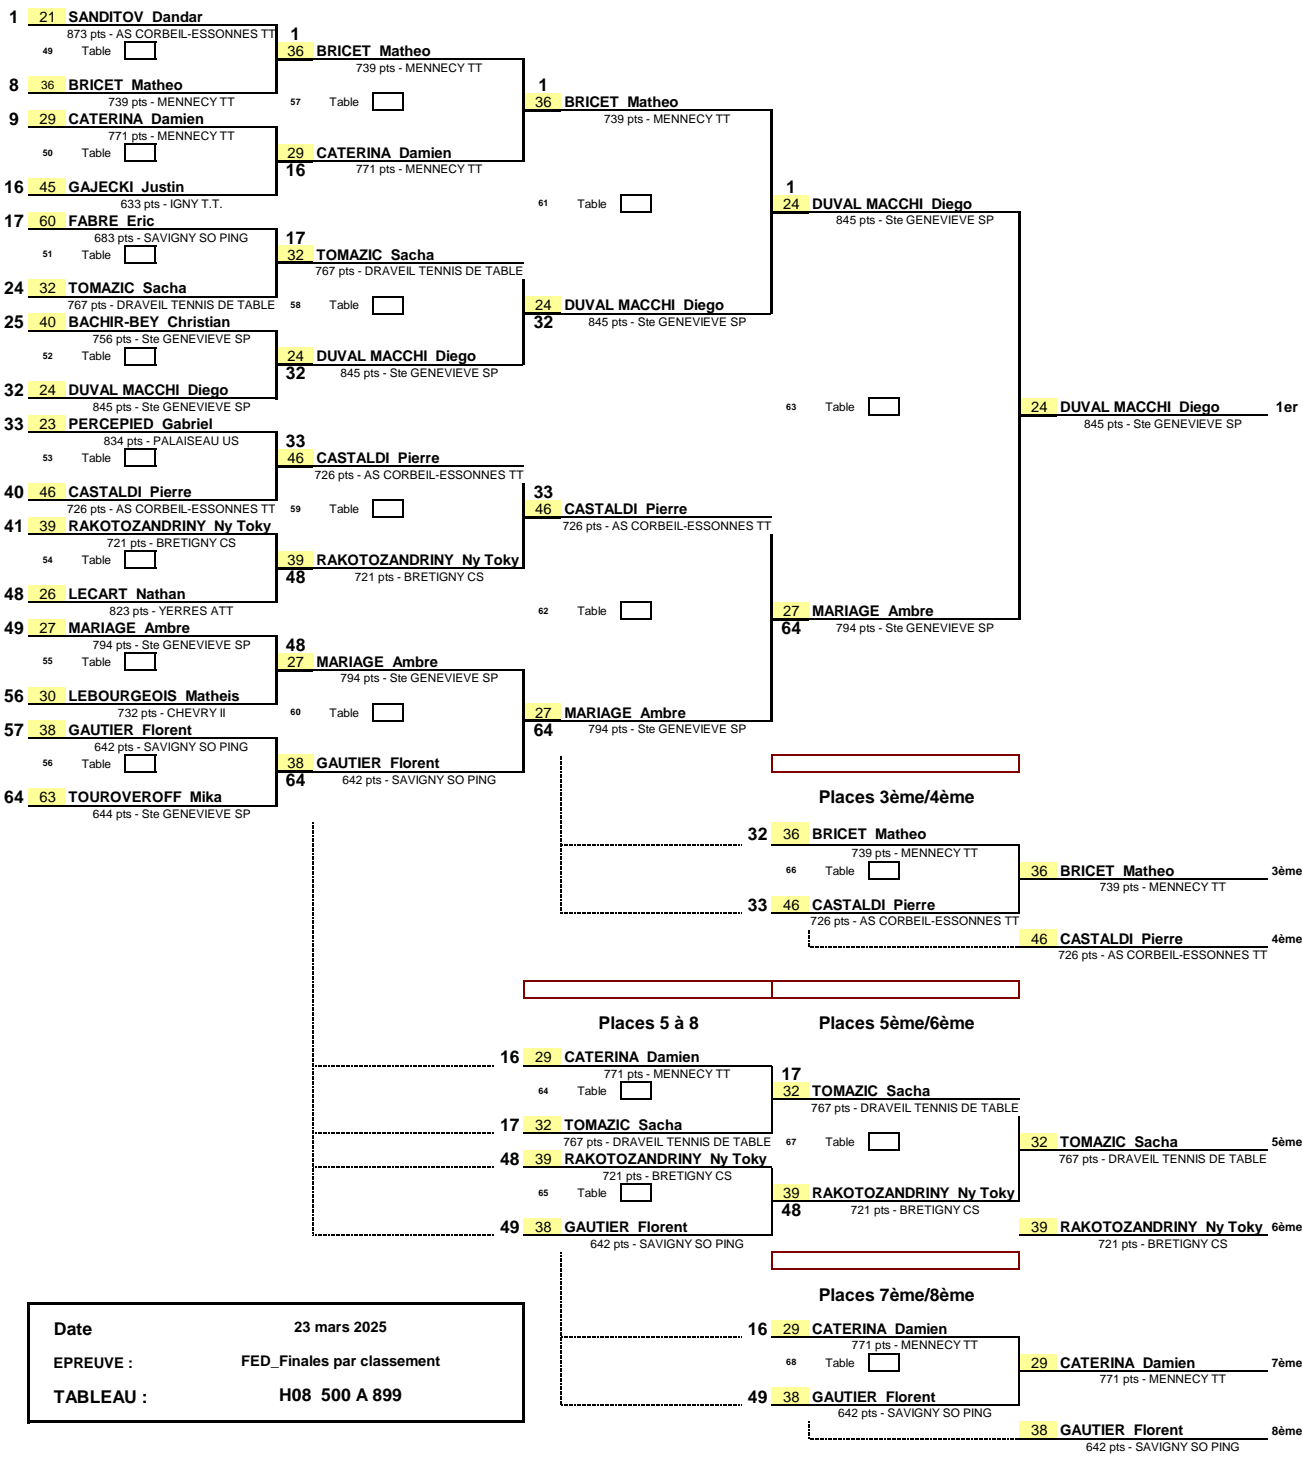 1 21 SANDITOV Dandar
873 pts - AS CORBEIL-ESSONNES TT
49 Table
8 36 BRICET Matheo
739 pts - MENNECY TT
9 29 CATERINA Damien
771 pts - MENNECY TT
50 Table
16 45 GAJECKI Justin
633 pts - IGNY T.T.
17 60 FABRE Eric
683 pts - SAVIGNY SO PING
51 Table
24 32 TOMAZIC Sacha
767 pts - DRAVEIL TENNIS DE TABLE
25 40 BACHIR-BEY Christian
756 pts - Ste GENEVIEVE SP
52 Table
32 24 DUVAL MACCHI Diego
845 pts - Ste GENEVIEVE SP
33 23 PERCEPIED Gabriel
834 pts - PALAISEAU US
53 Table
40 46 CASTALDI Pierre
726 pts - AS CORBEIL-ESSONNES TT
41 39 RAKOTOZANDRINY Ny Toky
721 pts - BRETIGNY CS
54 Table
48 26 LECART Nathan
823 pts - YERRES ATT
49 27 MARIAGE Ambre
794 pts - Ste GENEVIEVE SP
55 Table
56 30 LEBOURGEOIS Matheis
732 pts - CHEVRY II
57 38 GAUTIER Florent
642 pts - SAVIGNY SO PING
56 Table
64 63 TOUROVEROFF Mika
644 pts - Ste GENEVIEVE SP
1
36 BRICET Matheo
739 pts - MENNECY TT
57 Table
29 CATERINA Damien
16 771 pts - MENNECY TT
17
32 TOMAZIC Sacha
767 pts - DRAVEIL TENNIS DE TABLE
58 Table
24 DUVAL MACCHI Diego
32 845 pts - Ste GENEVIEVE SP
33
46 CASTALDI Pierre
726 pts - AS CORBEIL-ESSONNES TT
59 Table
39 RAKOTOZANDRINY Ny Toky
48 721 pts - BRETIGNY CS
48
27 MARIAGE Ambre
794 pts - Ste GENEVIEVE SP
60 Table
38 GAUTIER Florent
64 642 pts - SAVIGNY SO PING
1
36 BRICET Matheo
739 pts - MENNECY TT
61 Table
24 DUVAL MACCHI Diego
32 845 pts - Ste GENEVIEVE SP
33
46 CASTALDI Pierre
726 pts - AS CORBEIL-ESSONNES TT
62 Table
27 MARIAGE Ambre
64 794 pts - Ste GENEVIEVE SP
1
24 DUVAL MACCHI Diego
845 pts - Ste GENEVIEVE SP
63 Table
27 MARIAGE Ambre
64 794 pts - Ste GENEVIEVE SP
24 DUVAL MACCHI Diego 1er
845 pts - Ste GENEVIEVE SP
Places 3ème/4ème
32 36 BRICET Matheo
739 pts - MENNECY TT
66 Table
33 46 CASTALDI Pierre
726 pts - AS CORBEIL-ESSONNES TT
36 BRICET Matheo 3ème
739 pts - MENNECY TT
46 CASTALDI Pierre 4ème
726 pts - AS CORBEIL-ESSONNES TT
Places 5 à 8
16 29 CATERINA Damien
771 pts - MENNECY TT
64 Table
17 32 TOMAZIC Sacha
767 pts - DRAVEIL TENNIS DE TABLE
48 39 RAKOTOZANDRINY Ny Toky
721 pts - BRETIGNY CS
65 Table
49 38 GAUTIER Florent
642 pts - SAVIGNY SO PING
Places 5ème/6ème
17
32 TOMAZIC Sacha
767 pts - DRAVEIL TENNIS DE TABLE
67 Table
39 RAKOTOZANDRINY Ny Toky
48 721 pts - BRETIGNY CS
32 TOMAZIC Sacha 5ème
767 pts - DRAVEIL TENNIS DE TABLE
39 RAKOTOZANDRINY Ny Toky 6ème
721 pts - BRETIGNY CS
Places 7ème/8ème
16 29 CATERINA Damien
771 pts - MENNECY TT
68 Table
49 38 GAUTIER Florent
642 pts - SAVIGNY SO PING
29 CATERINA Damien 7ème
771 pts - MENNECY TT
38 GAUTIER Florent 8ème
642 pts - SAVIGNY SO PING
Date 23 mars 2025
EPREUVE : FED_Finales par classement
TABLEAU : H08 500 A 899